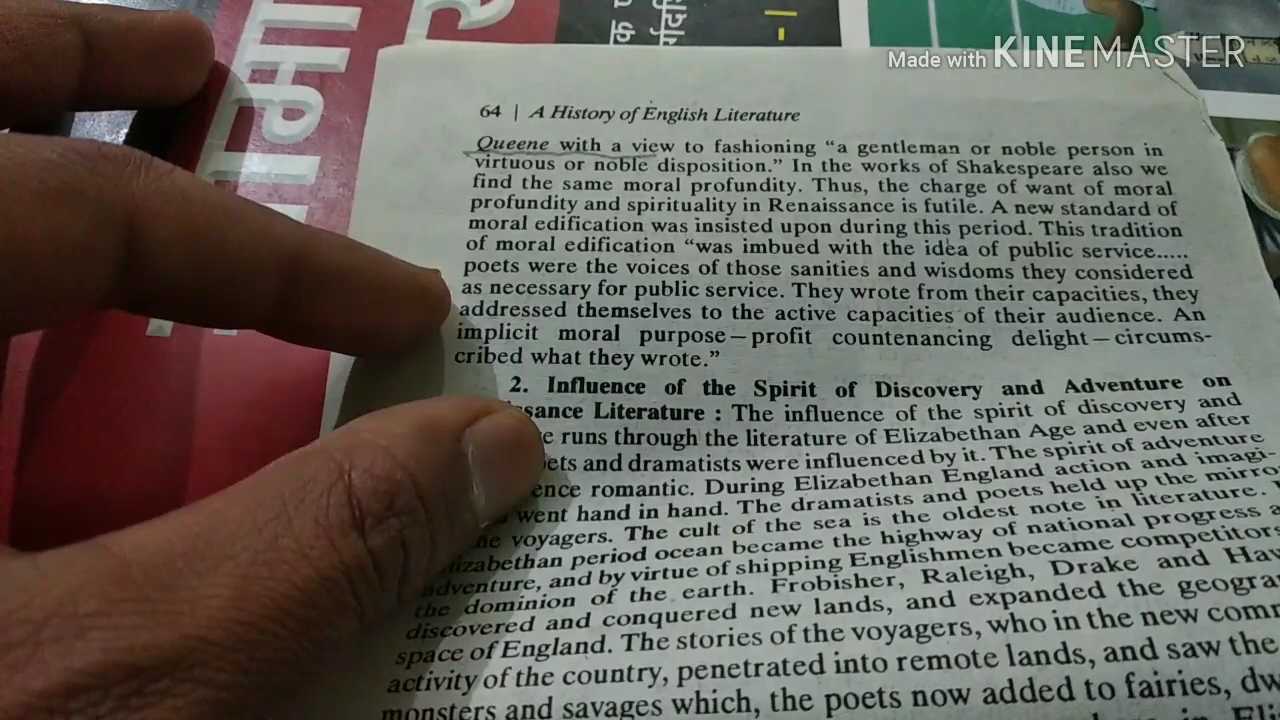 Made with KINEMASTER
64 | A History of English Literature
Queene with a view to fashioning “a gentleman or noble person in
virtuous or noble disposition.” In the works of Shakespeare also we
find the same moral profundity. Thus, the charge of want of moral
profundity and spirituality in Renaissance is futile. A new standard of
moral edification was insisted upon during this period. This tradition
of moral edification “was imbued with the idea of public service.....
poets were the voices of those sanities and wisdoms they considered
as necessary for public service. They wrote from their capacities, they
addressed themselves to the active capacities of their audience. An
implicit moral purpose—profit countenancing delight—circums-
cribed what they wrote.”
2. Influence of the Spirit of Discovery and Adventure on
ssance Literature : The influence of the spirit of discovery and
e runs through the literature of Elizabethan Age and even after
ets and dramatists were influenced by it. The spirit of adventure
ence romantic. During Elizabethan England action and imagi-
went hand in hand. The dramatists and poets held up the mirro
he voyagers. The cult of the sea is the oldest note in literature.
izabethan period ocean became the highway of national progress a
adventure, and by virtue of shipping Englishmen became competitors
the dominion of the earth. Frobisher, Raleigh, Drake and Haw
discovered and conquered new lands, and expanded the geogra
space of England. The stories of the voyagers, who in the new comm
activity of the country, penetrated into remote lands, and saw the
monsters and savages which, the poets now added to fairies, dw